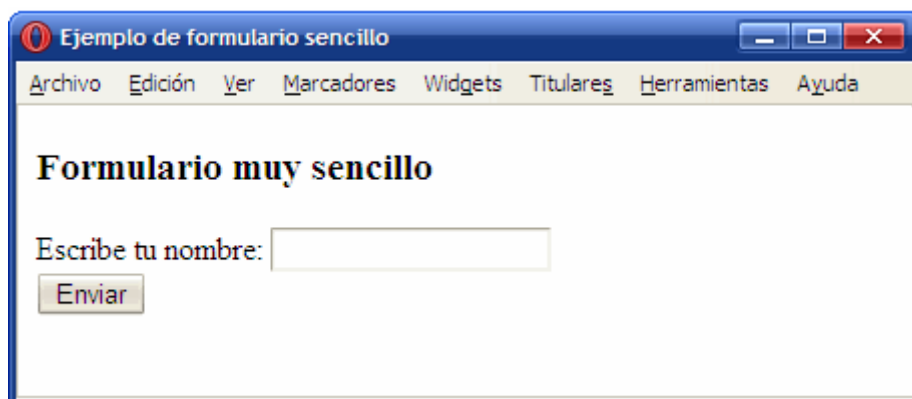 Ejemplo de formulario sencillo
Archivo Edición Ver Marcadores Widgets Titulares Herramientas Ayuda
Formulario muy sencillo
Escribe tu nombre:
Enviar